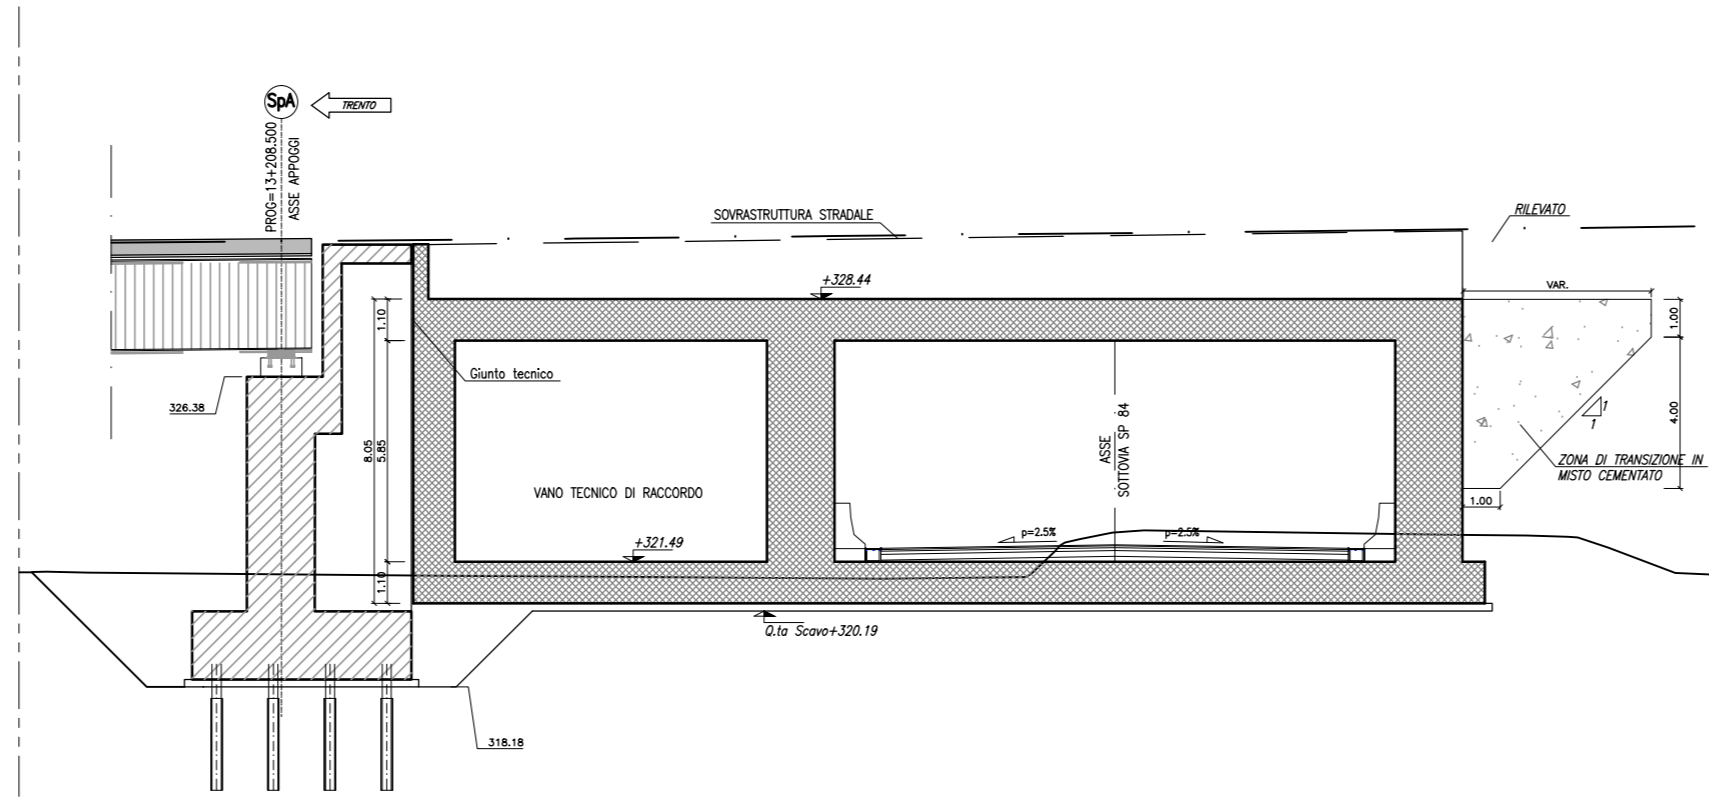 SpA
TRENTO
PROG=13+208.500
ASSE APPOGGI
SOVRASTRUTTURA STRADALE
RILEVATO
+328.44
VAR.
1.10
1.00
Giunto tecnico
326.38
8.05
5.85
ASSE
SOTTOVIA SP 84
1
1
4.00
ZONA DI TRANSIZIONE IN
MISTO CEMENTATO
VANO TECNICO DI RACCORDO
1.00
+321.49
p=2.5%
p=2.5%
1.10
Q.ta Scavo+320.19
318.18